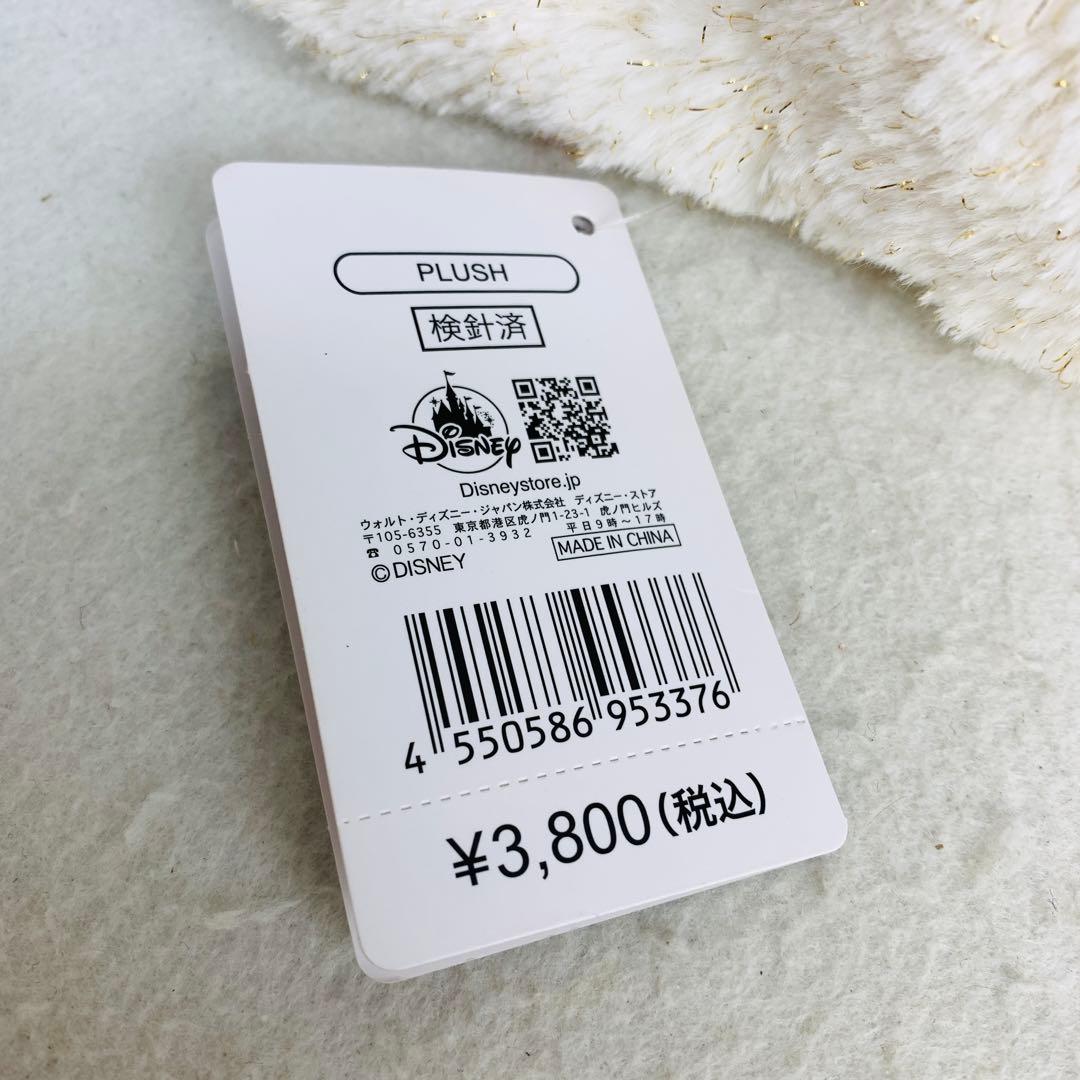 PLUSH
検針済
DISNEY
Disneystore.jp
ウォルト・ディズニー・ジャパン株式会社 ディズニー・ストア
〒105-6355 東京都港区虎ノ門1-23-1 虎ノ門ヒルズ
☎ 0570-01-3932 平日9時～17時
©DISNEY MADE IN CHINA
4 550586 953376
¥3,800(税込)